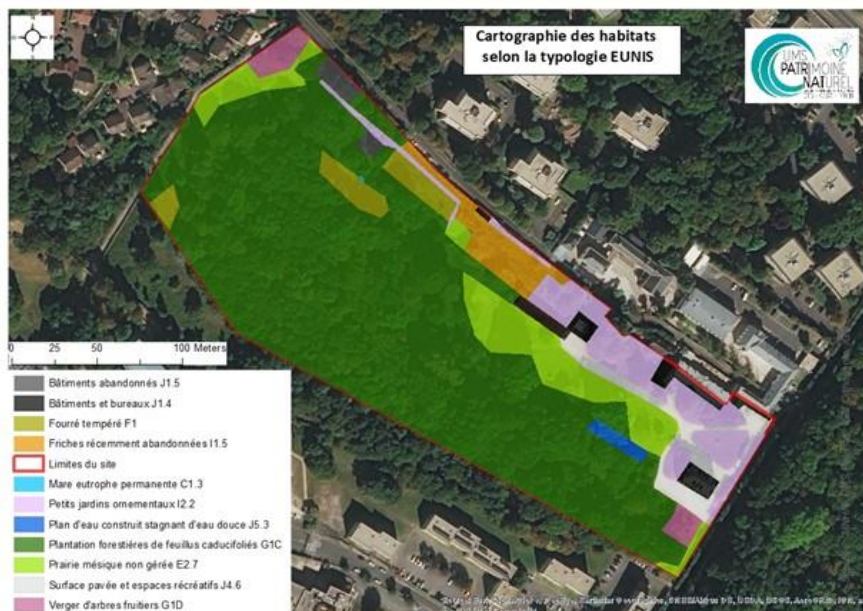 Cartographie des habitats
selon la typologie EUNIS
UMS
PATRIMOINE
NATUREL
0 25 50 100 Meters
Bâtiments abandonnés J1.5
Bâtiments et bureaux J1.4
Fourré tempéré F1
Friches récemment abandonnées I1.5
Limites du site
Mare eutrophe permanente C1.3
Petits jardins ornementaux I2.2
Plan d'eau construit stagnant d'eau douce J5.3
Plantation forestières de feuillus caducifoliés G1C
Prairie mésique non gérée E2.7
Surface pavée et espaces récréatifs J4.6
Verger d'arbres fruitiers G1D